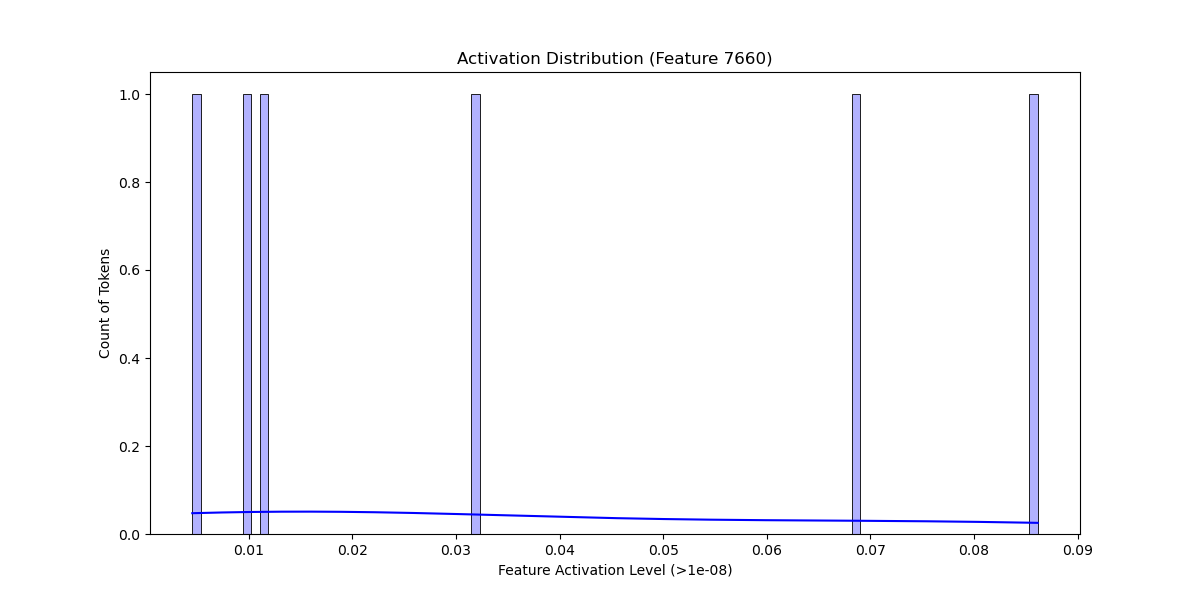 Activation Distribution (Feature 7660)
1.0
0.8
0.6
0.4
0.2
0.0
Count of Tokens
0.01 0.02 0.03 0.04 0.05 0.06 0.07 0.08 0.09
Feature Activation Level (>1e-08)